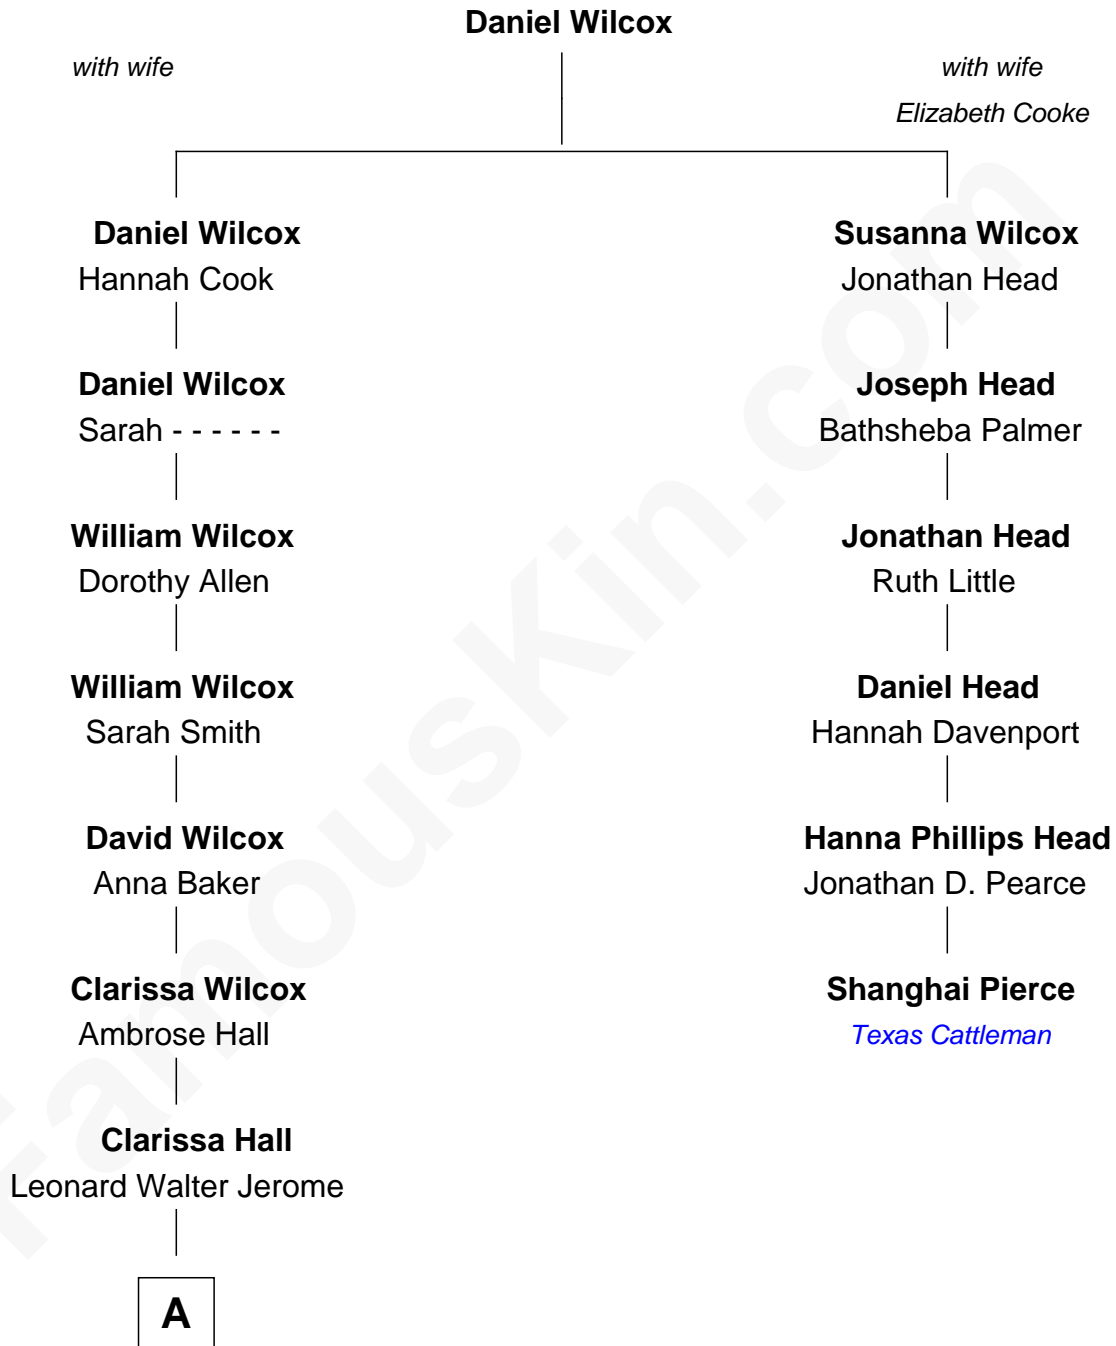 Daniel Wilcox
with wife
with wife
Elizabeth Cooke
Daniel Wilcox
Hannah Cook
Susanna Wilcox
Jonathan Head
Daniel Wilcox
Sarah - - - - - -
Joseph Head
Bathsheba Palmer
William Wilcox
Dorothy Allen
Jonathan Head
Ruth Little
William Wilcox
Sarah Smith
Daniel Head
Hannah Davenport
David Wilcox
Anna Baker
Hanna Phillips Head
Jonathan D. Pearce
Clarissa Wilcox
Ambrose Hall
Shanghai Pierce
Texas Cattleman
Clarissa Hall
Leonard Walter Jerome
A
FamousKin.com